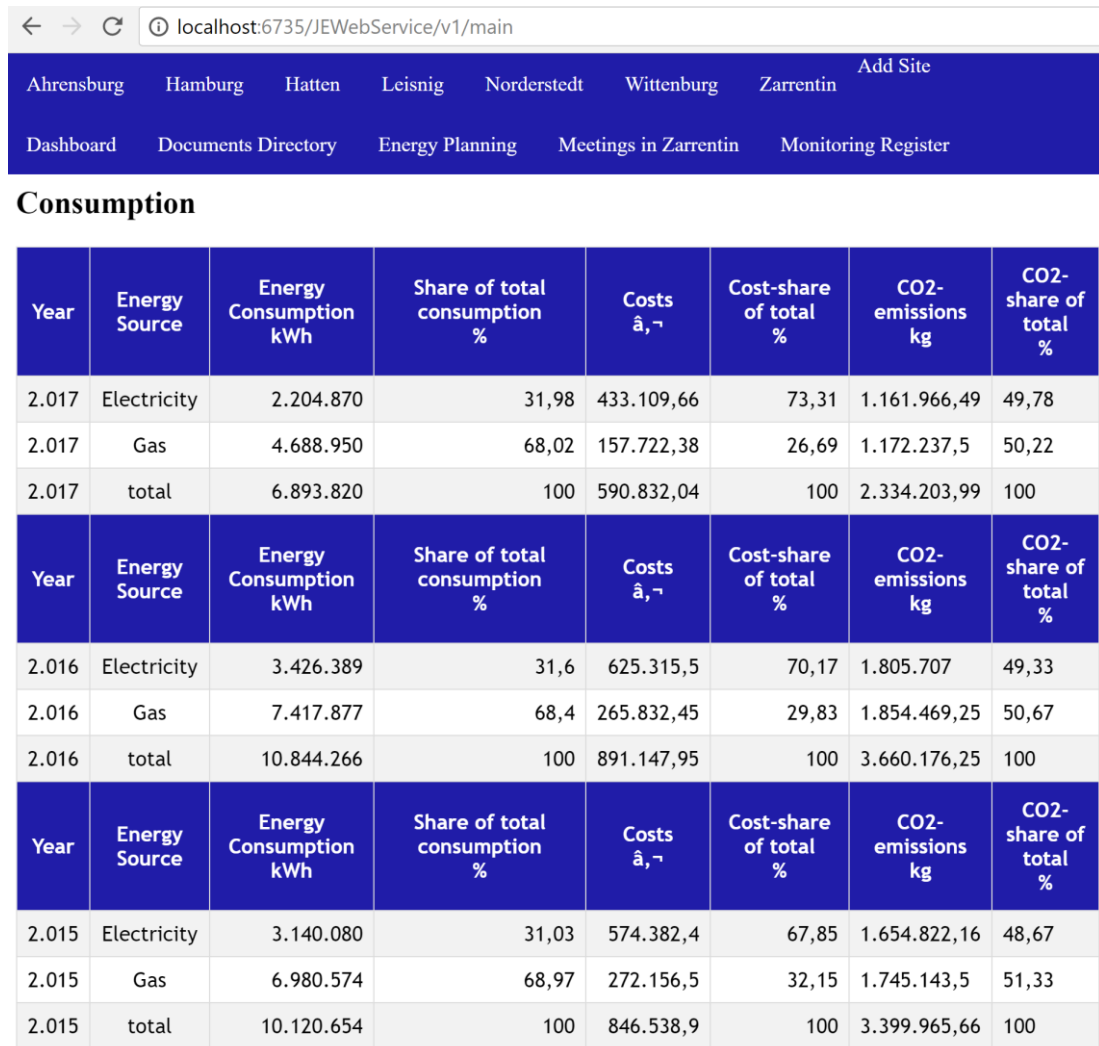 localhost:6735/JEWebService/v1/main
Ahrensburg Hamburg Hatten Leisnig Norderstedt Wittenburg Zarrentin Add Site
Dashboard Documents Directory Energy Planning Meetings in Zarrentin Monitoring Register
Consumption
Year Energy Source Energy Consumption kWh Share of total consumption % Costs â‚¬ Cost-share of total % CO2-emissions kg CO2-share of total %
2.017 Electricity 2.204.870 31,98 433.109,66 73,31 1.161.966,49 49,78
2.017 Gas 4.688.950 68,02 157.722,38 26,69 1.172.237,5 50,22
2.017 total 6.893.820 100 590.832,04 100 2.334.203,99 100
Year Energy Source Energy Consumption kWh Share of total consumption % Costs â‚¬ Cost-share of total % CO2-emissions kg CO2-share of total %
2.016 Electricity 3.426.389 31,6 625.315,5 70,17 1.805.707 49,33
2.016 Gas 7.417.877 68,4 265.832,45 29,83 1.854.469,25 50,67
2.016 total 10.844.266 100 891.147,95 100 3.660.176,25 100
Year Energy Source Energy Consumption kWh Share of total consumption % Costs â‚¬ Cost-share of total % CO2-emissions kg CO2-share of total %
2.015 Electricity 3.140.080 31,03 574.382,4 67,85 1.654.822,16 48,67
2.015 Gas 6.980.574 68,97 272.156,5 32,15 1.745.143,5 51,33
2.015 total 10.120.654 100 846.538,9 100 3.399.965,66 100